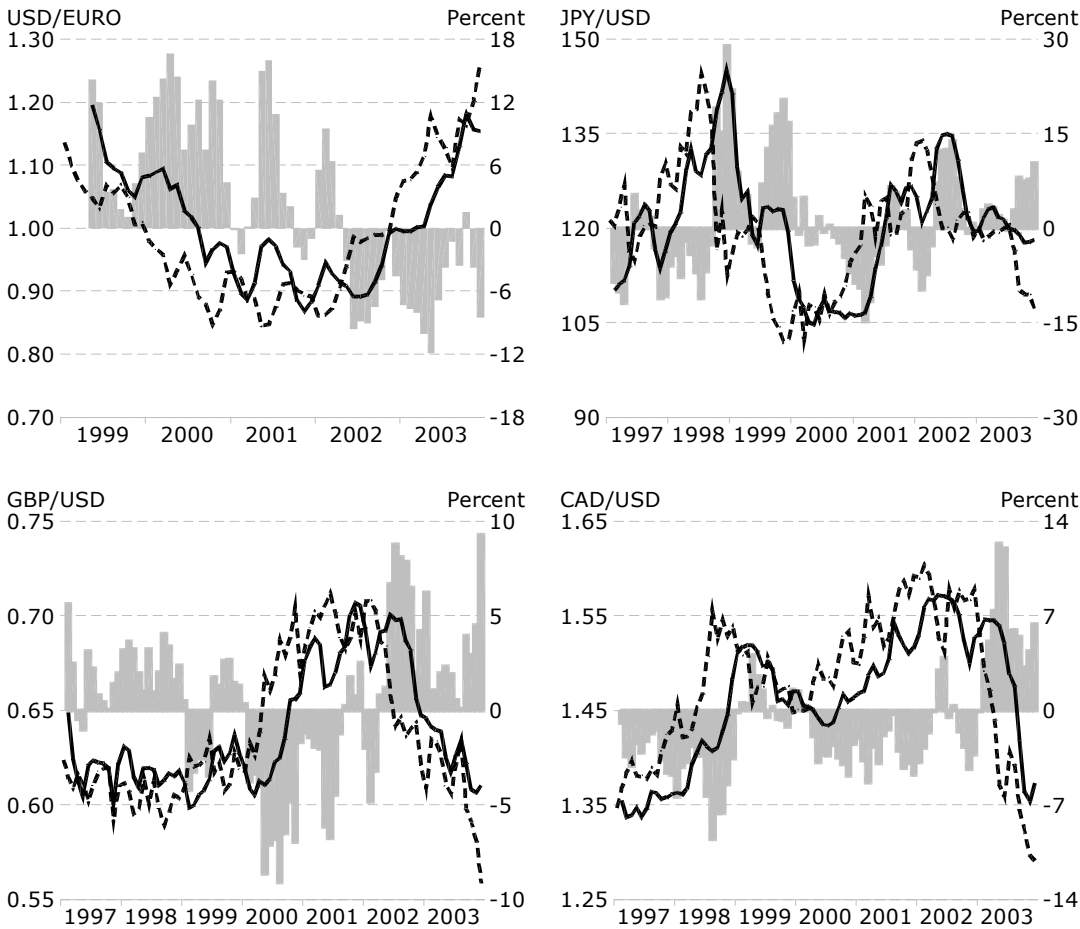 USD/EURO Percent
1.30 18
1.20 12
1.10 6
1.00 0
0.90 -6
0.80 -12
0.70 -18
1999 2000 2001 2002 2003
JPY/USD Percent
150 30
135 15
120 0
105 -15
90 -30
1997 1998 1999 2000 2001 2002 2003
GBP/USD Percent
0.75 10
0.70 5
0.65 0
0.60 -5
0.55 -10
1997 1998 1999 2000 2001 2002 2003
CAD/USD Percent
1.65 14
1.55 7
1.45 0
1.35 -7
1.25 -14
1997 1998 1999 2000 2001 2002 2003